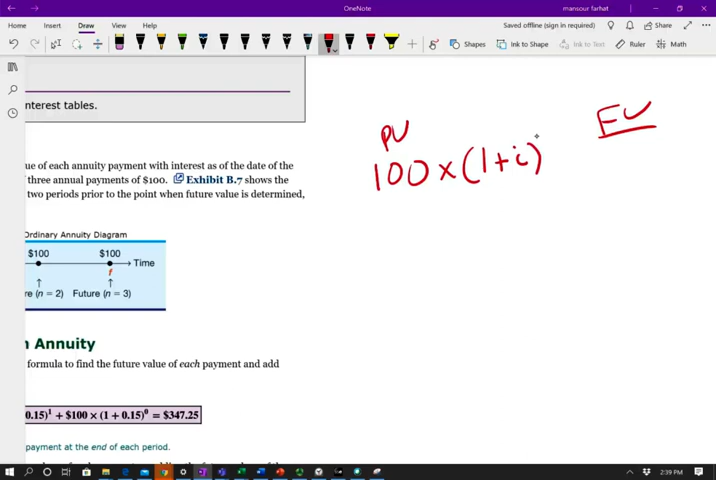 OneNote
mansour farhat
Home Insert Draw View Help
Saved offline (sign in required) Share
Shapes Ink to Shape Ink to Text Ruler Math
nterest tables.
PV
FV
100 × (1+i)
ue of each annuity payment with interest as of the date of the
f three annual payments of $100. Exhibit B.7 shows the
two periods prior to the point when future value is determined,
Ordinary Annuity Diagram
$100 $100
Time
f
re (n = 2) Future (n = 3)
n Annuity
formula to find the future value of each payment and add
0.15)¹ + $100 × (1 + 0.15)⁰ = $347.25
payment at the end of each period.
2:39 PM